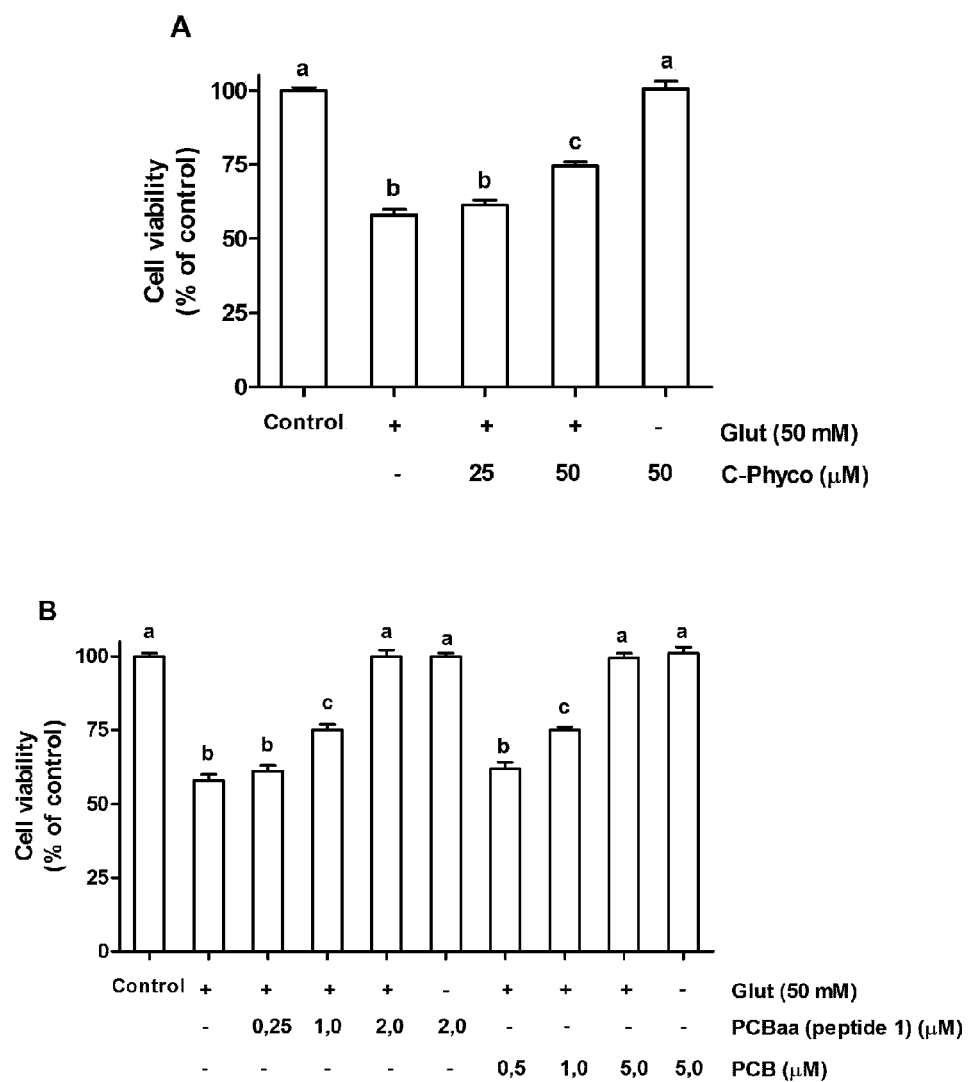 A
Cell viability
(% of control)
100
75
50
25
0
a
b
b
c
a
Control + + + - Glut (50 mM)
- 25 50 50 C-Phyco (μM)
B
Cell viability
(% of control)
100
75
50
25
0
a
b
b
c
a
a
b
c
a
a
Control + + + + - + + + - Glut (50 mM)
- 0,25 1,0 2,0 2,0 - - - - PCBaa (peptide 1) (μM)
- - - - - 0,5 1,0 5,0 5,0 PCB (μM)